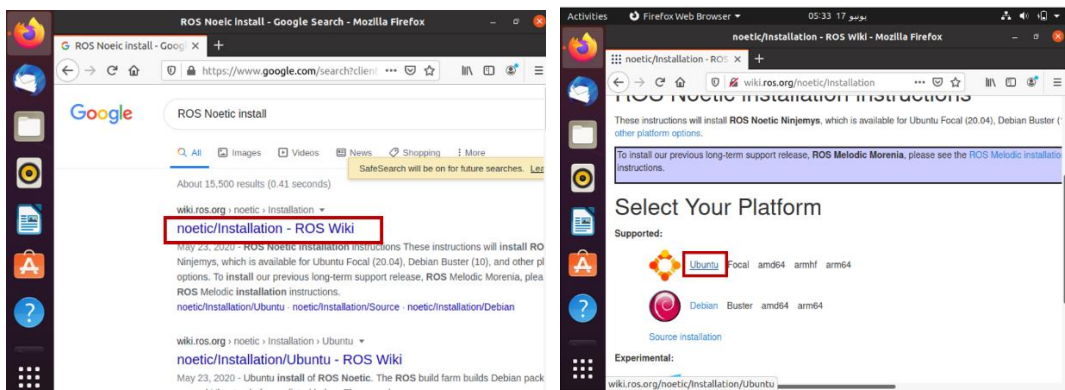 ROS Noeic install - Google Search - Mozilla Firefox
G ROS Noeic install - Goog
https://www.google.com/search?client
Google
ROS Noetic install
All Images Videos News Shopping More
SafeSearch will be on for future searches. Lea
About 15,500 results (0.41 seconds)
wiki.ros.org › noetic › Installation
noetic/Installation - ROS Wiki
May 23, 2020 - ROS Noetic installation instructions These instructions will install RO
Ninjemys, which is available for Ubuntu Focal (20.04), Debian Buster (10), and other pl
options. To install our previous long-term support release, ROS Melodic Morenia, plea
ROS Melodic installation instructions.
noetic/Installation/Ubuntu · noetic/Installation/Source · noetic/Installation/Debian
wiki.ros.org › noetic › Installation › Ubuntu
noetic/Installation/Ubuntu - ROS Wiki
May 23, 2020 - Ubuntu install of ROS Noetic. The ROS build farm builds Debian pack
Activities Firefox Web Browser 05:33 17 يونيو
noetic/Installation - ROS Wiki - Mozilla Firefox
noetic/Installation - ROS
wiki.ros.org/noetic/Installation
ROS Noetic installation instructions
These instructions will install ROS Noetic Ninjemys, which is available for Ubuntu Focal (20.04), Debian Buster (
other platform options.
To install our previous long-term support release, ROS Melodic Morenia, please see the ROS Melodic installatio
instructions.
Select Your Platform
Supported:
Ubuntu Focal amd64 armhf arm64
Debian Buster amd64 arm64
Source installation
Experimental:
wiki.ros.org/noetic/Installation/Ubuntu